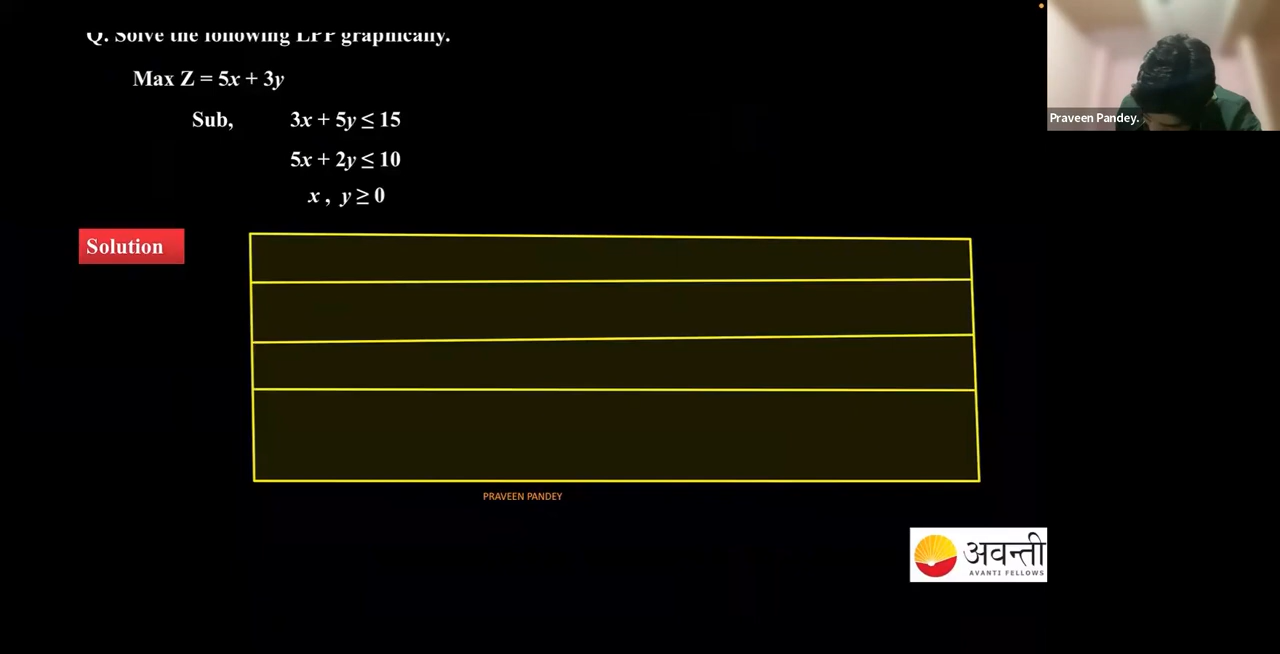 Q. Solve the following LPP graphically.
Max Z = 5x + 3y
Sub, 3x + 5y ≤ 15
5x + 2y ≤ 10
x , y ≥ 0
Solution
PRAVEEN PANDEY
Praveen Pandey.
अवन्ती
AVANTI FELLOWS